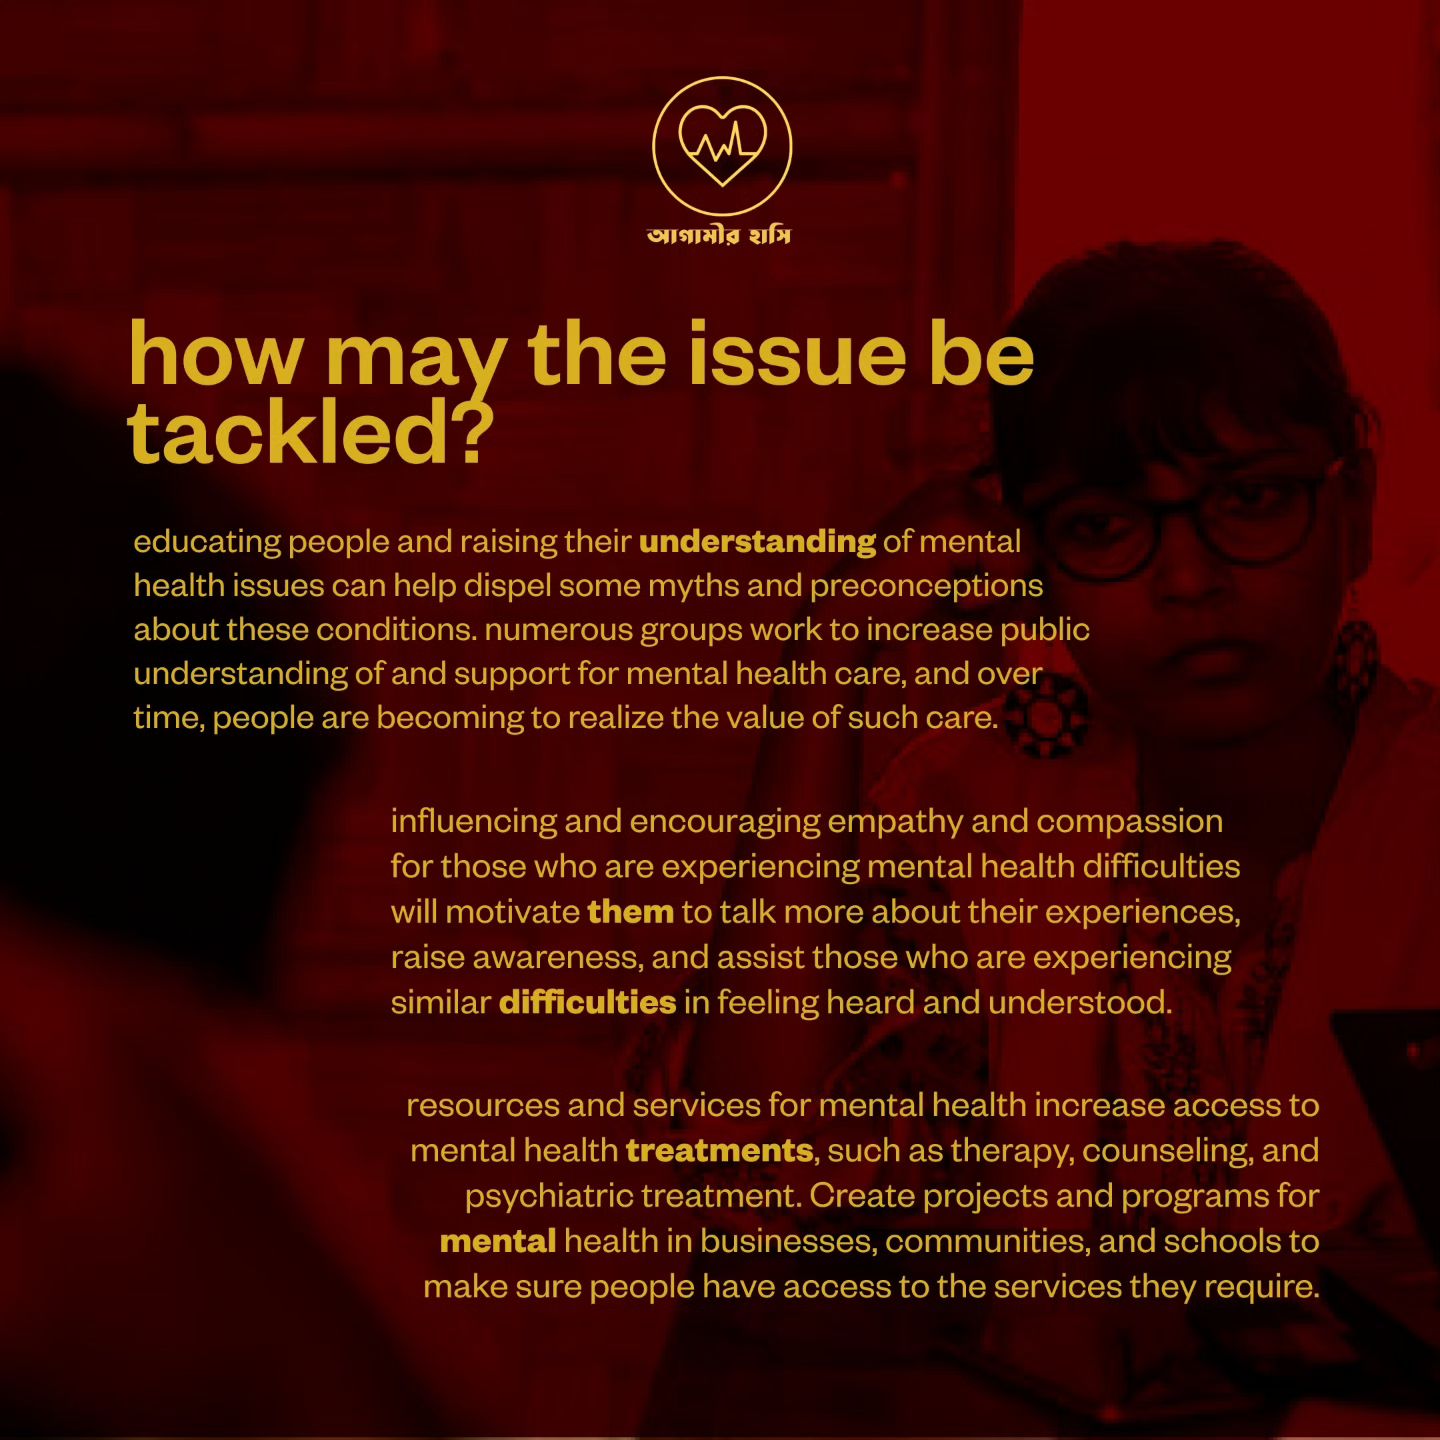 আগামীর হাসি
how may the issue be
tackled?
educating people and raising their understanding of mental
health issues can help dispel some myths and preconceptions
about these conditions. numerous groups work to increase public
understanding of and support for mental health care, and over
time, people are becoming to realize the value of such care.
influencing and encouraging empathy and compassion
for those who are experiencing mental health difficulties
will motivate them to talk more about their experiences,
raise awareness, and assist those who are experiencing
similar difficulties in feeling heard and understood.
resources and services for mental health increase access to
mental health treatments, such as therapy, counseling, and
psychiatric treatment. Create projects and programs for
mental health in businesses, communities, and schools to
make sure people have access to the services they require.